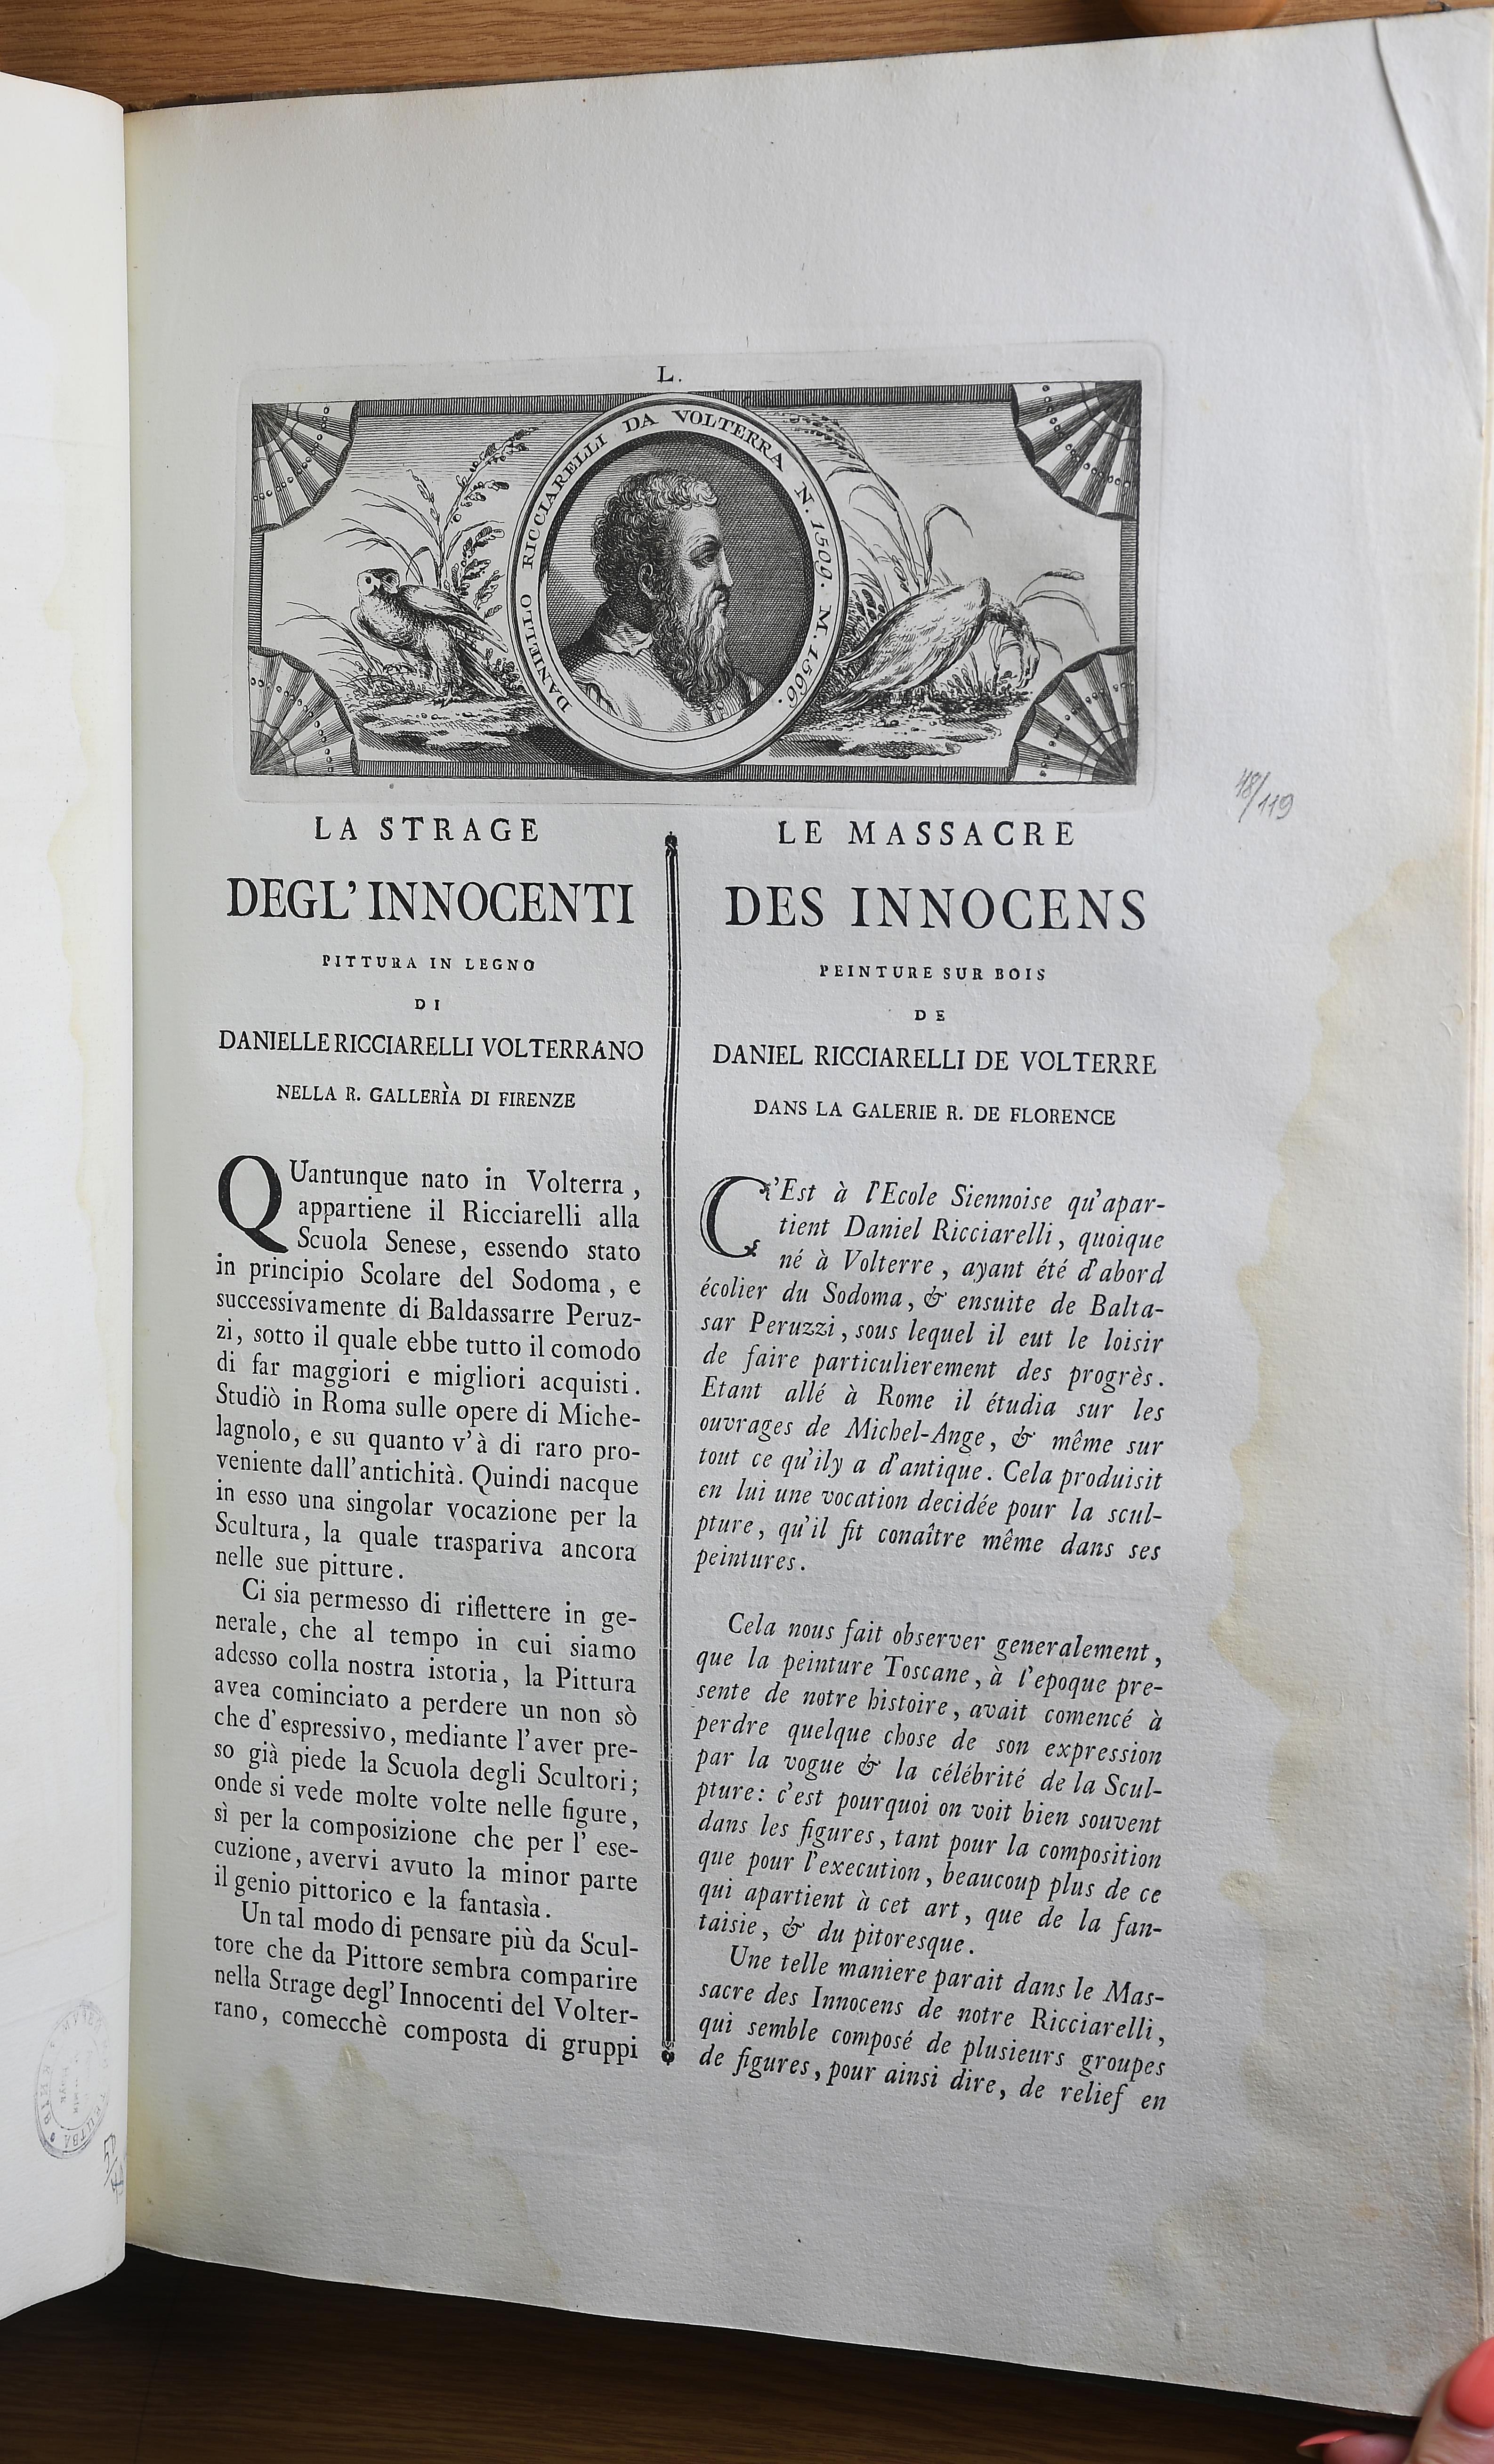 L.
DANIELLO RICCIARELLI DA VOLTERRA N. 1509. M. 1566.
48/119
LA STRAGE
DEGL' INNOCENTI
PITTURA IN LEGNO
DI
DANIELLE RICCIARELLI VOLTERRANO
NELLA R. GALLERÌA DI FIRENZE
QUantunque nato in Volterra,
appartiene il Ricciarelli alla
Scuola Senese, essendo stato
in principio Scolare del Sodoma, e
successivamente di Baldassarre Peruz-
zi, sotto il quale ebbe tutto il comodo
di far maggiori e migliori acquisti.
Studiò in Roma sulle opere di Miche-
lagnolo, e su quanto v'à di raro pro-
veniente dall'antichità. Quindi nacque
in esso una singolar vocazione per la
Scultura, la quale traspariva ancora
nelle sue pitture.
Ci sia permesso di riflettere in ge-
nerale, che al tempo in cui siamo
adesso colla nostra istoria, la Pittura
avea cominciato a perdere un non sò
che d'espressivo, mediante l'aver pre-
so già piede la Scuola degli Scultori;
onde si vede molte volte nelle figure,
sì per la composizione che per l' ese-
cuzione, avervi avuto la minor parte
il genio pittorico e la fantasìa.
Un tal modo di pensare più da Scul-
tore che da Pittore sembra comparire
nella Strage degl' Innocenti del Volter-
rano, comecchè composta di gruppi
LE MASSACRE
DES INNOCENS
PEINTURE SUR BOIS
DE
DANIEL RICCIARELLI DE VOLTERRE
DANS LA GALERIE R. DE FLORENCE
C'Est à l'Ecole Siennoise qu'apar-
tient Daniel Ricciarelli, quoique
né à Volterre, ayant été d'abord
écolier du Sodoma, & ensuite de Balta-
sar Peruzzi, sous lequel il eut le loisir
de faire particulierement des progrès.
Etant allé à Rome il étudia sur les
ouvrages de Michel-Ange, & même sur
tout ce qu'ily a d'antique. Cela produisit
en lui une vocation decidée pour la scul-
pture, qu'il fit conaître même dans ses
peintures.
Cela nous fait observer generalement,
que la peinture Toscane, à l'epoque pre-
sente de notre histoire, avait comencé à
perdre quelque chose de son expression
par la vogue & la célébrité de la Scul-
pture: c'est pourquoi on voit bien souvent
dans les figures, tant pour la composition
que pour l'execution, beaucoup plus de ce
qui apartient à cet art, que de la fan-
taisie, & du pitoresque.
Une telle maniere parait dans le Mas-
sacre des Innocens de notre Ricciarelli,
qui semble composé de plusieurs groupes
de figures, pour ainsi dire, de relief en